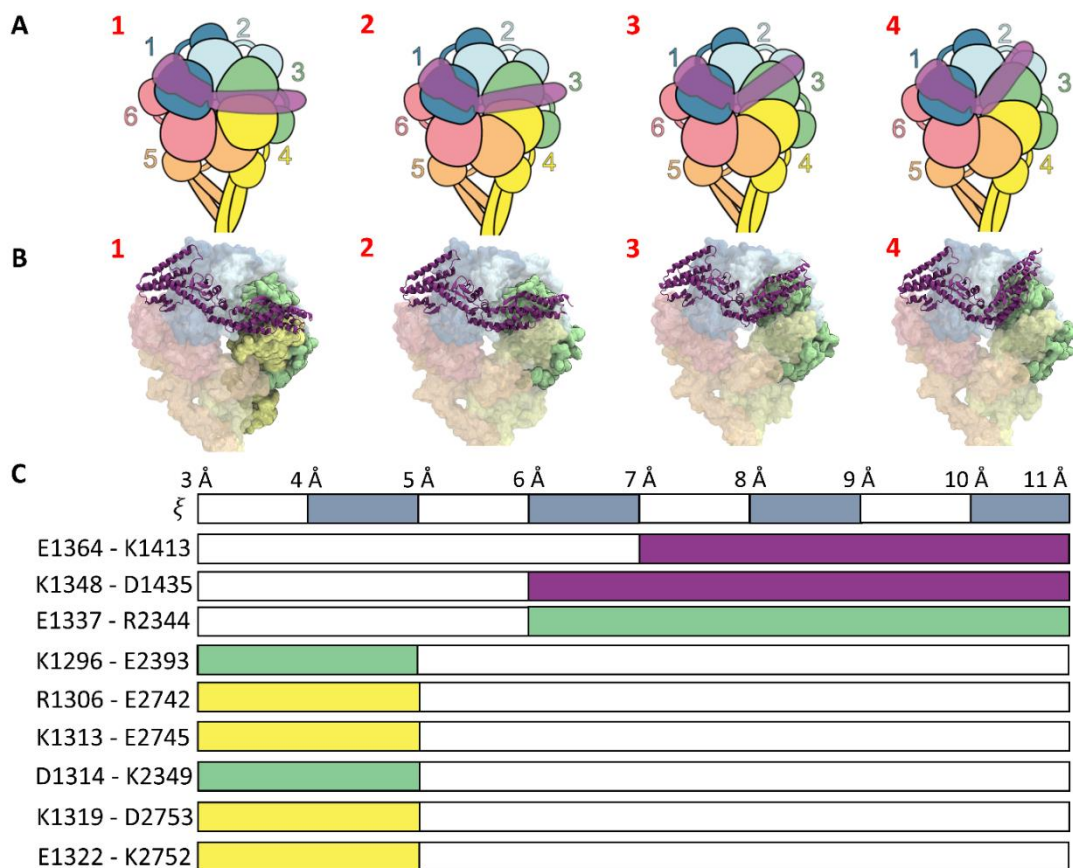 A 1 2 3 4
1 2 3 4 5 6
1 2 3 4 5 6
1 2 3 4 5 6
1 2 3 4 5 6
B 1 2 3 4
C 3 Å 4 Å 5 Å 6 Å 7 Å 8 Å 9 Å 10 Å 11 Å
ξ
E1364 - K1413
K1348 - D1435
E1337 - R2344
K1296 - E2393
R1306 - E2742
K1313 - E2745
D1314 - K2349
K1319 - D2753
E1322 - K2752